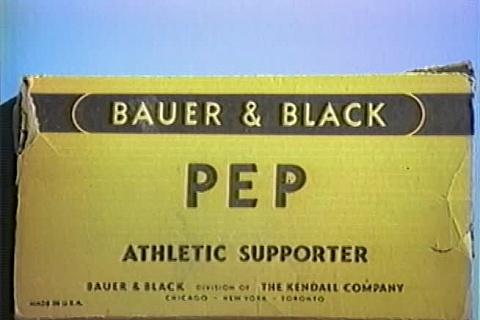 BAUER & BLACK
PEP
ATHLETIC SUPPORTER
BAUER & BLACK DIVISION OF THE KENDALL COMPANY
CHICAGO - NEW YORK - TORONTO
MADE IN U.S.A.